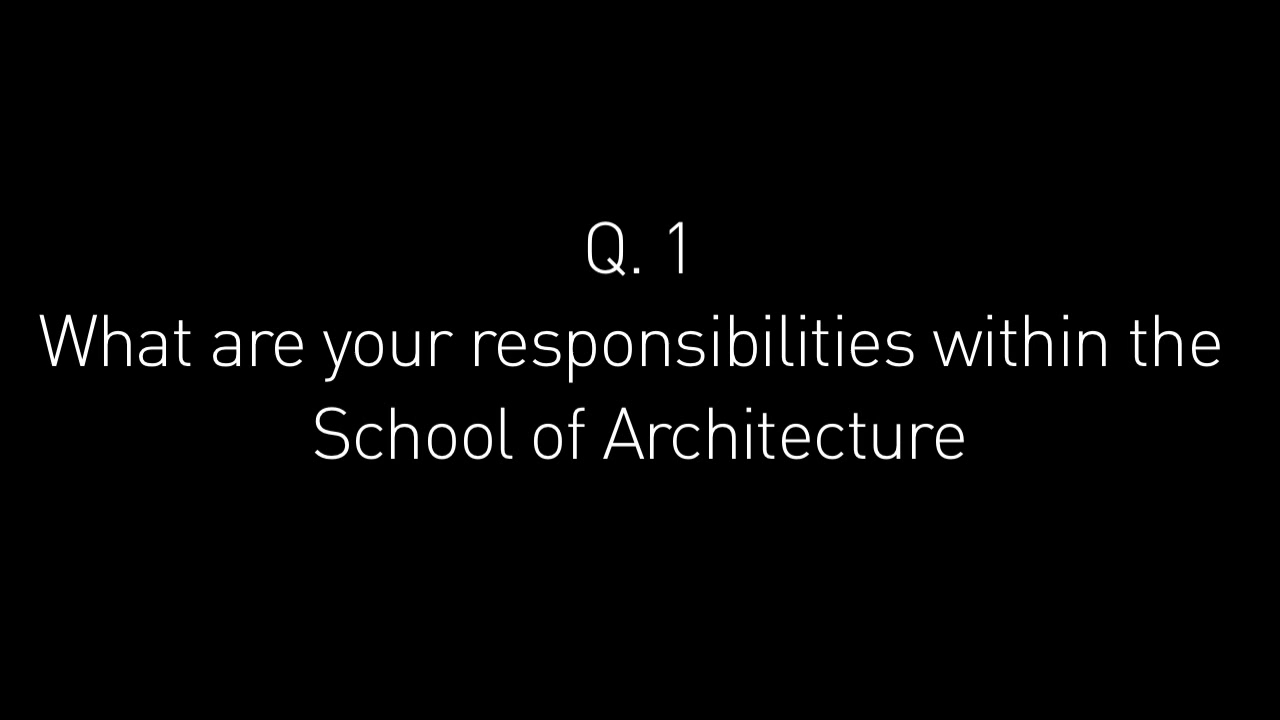 Q. 1
What are your responsibilities within the
School of Architecture